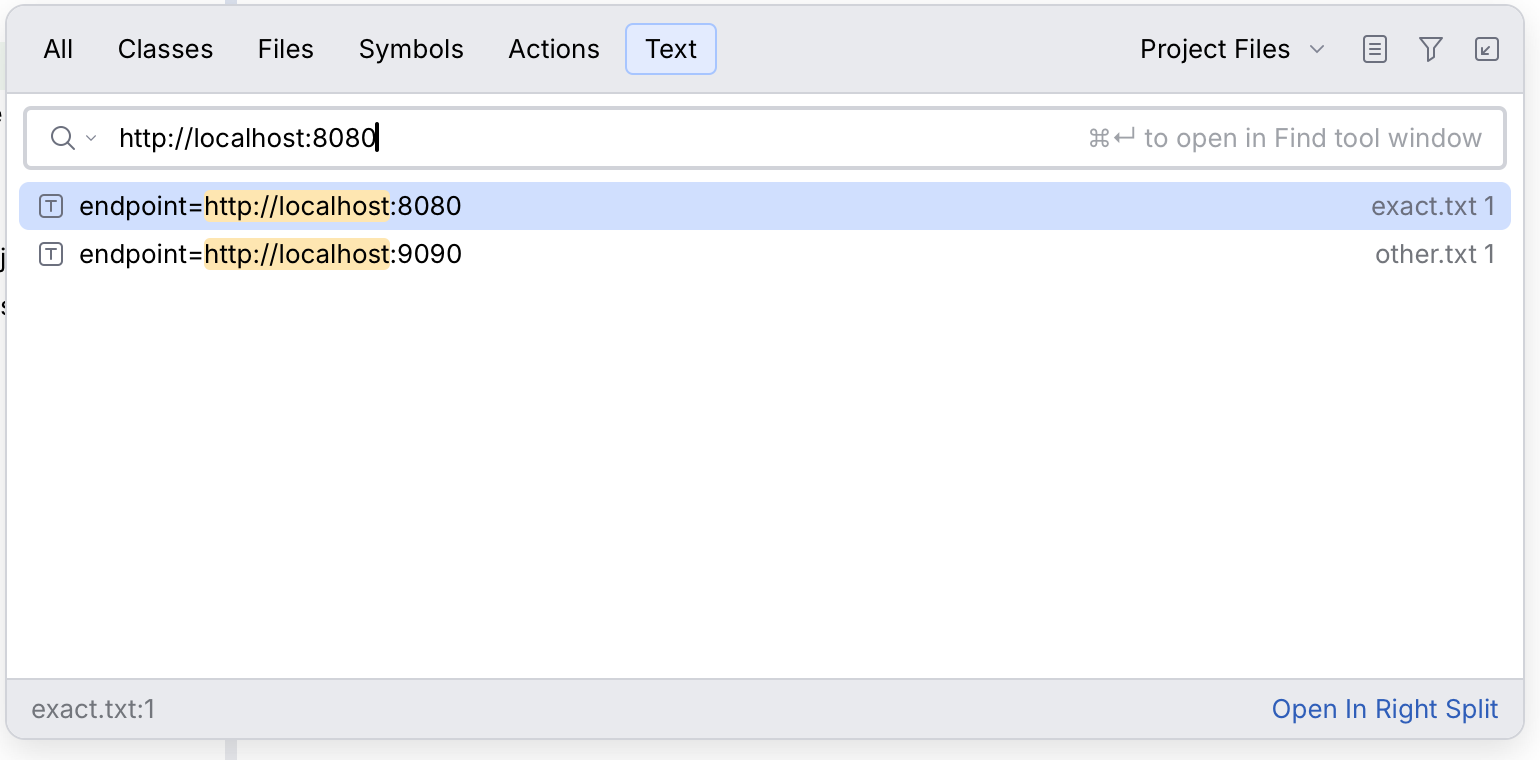 All Classes Files Symbols Actions Text Project Files
http://localhost:8080 ⌘↵ to open in Find tool window
T endpoint=http://localhost:8080 exact.txt 1
T endpoint=http://localhost:9090 other.txt 1
exact.txt:1 Open In Right Split